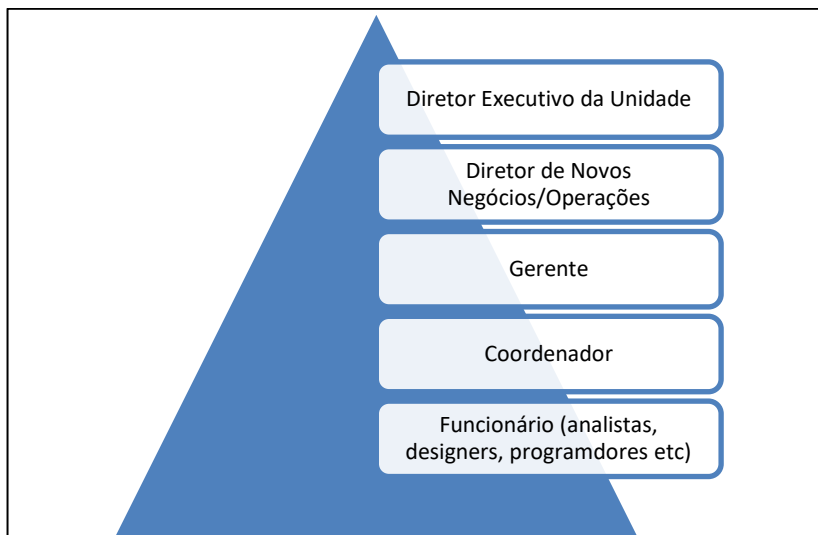 Diretor Executivo da Unidade
Diretor de Novos
Negócios/Operações
Gerente
Coordenador
Funcionário (analistas,
designers, programdores etc)